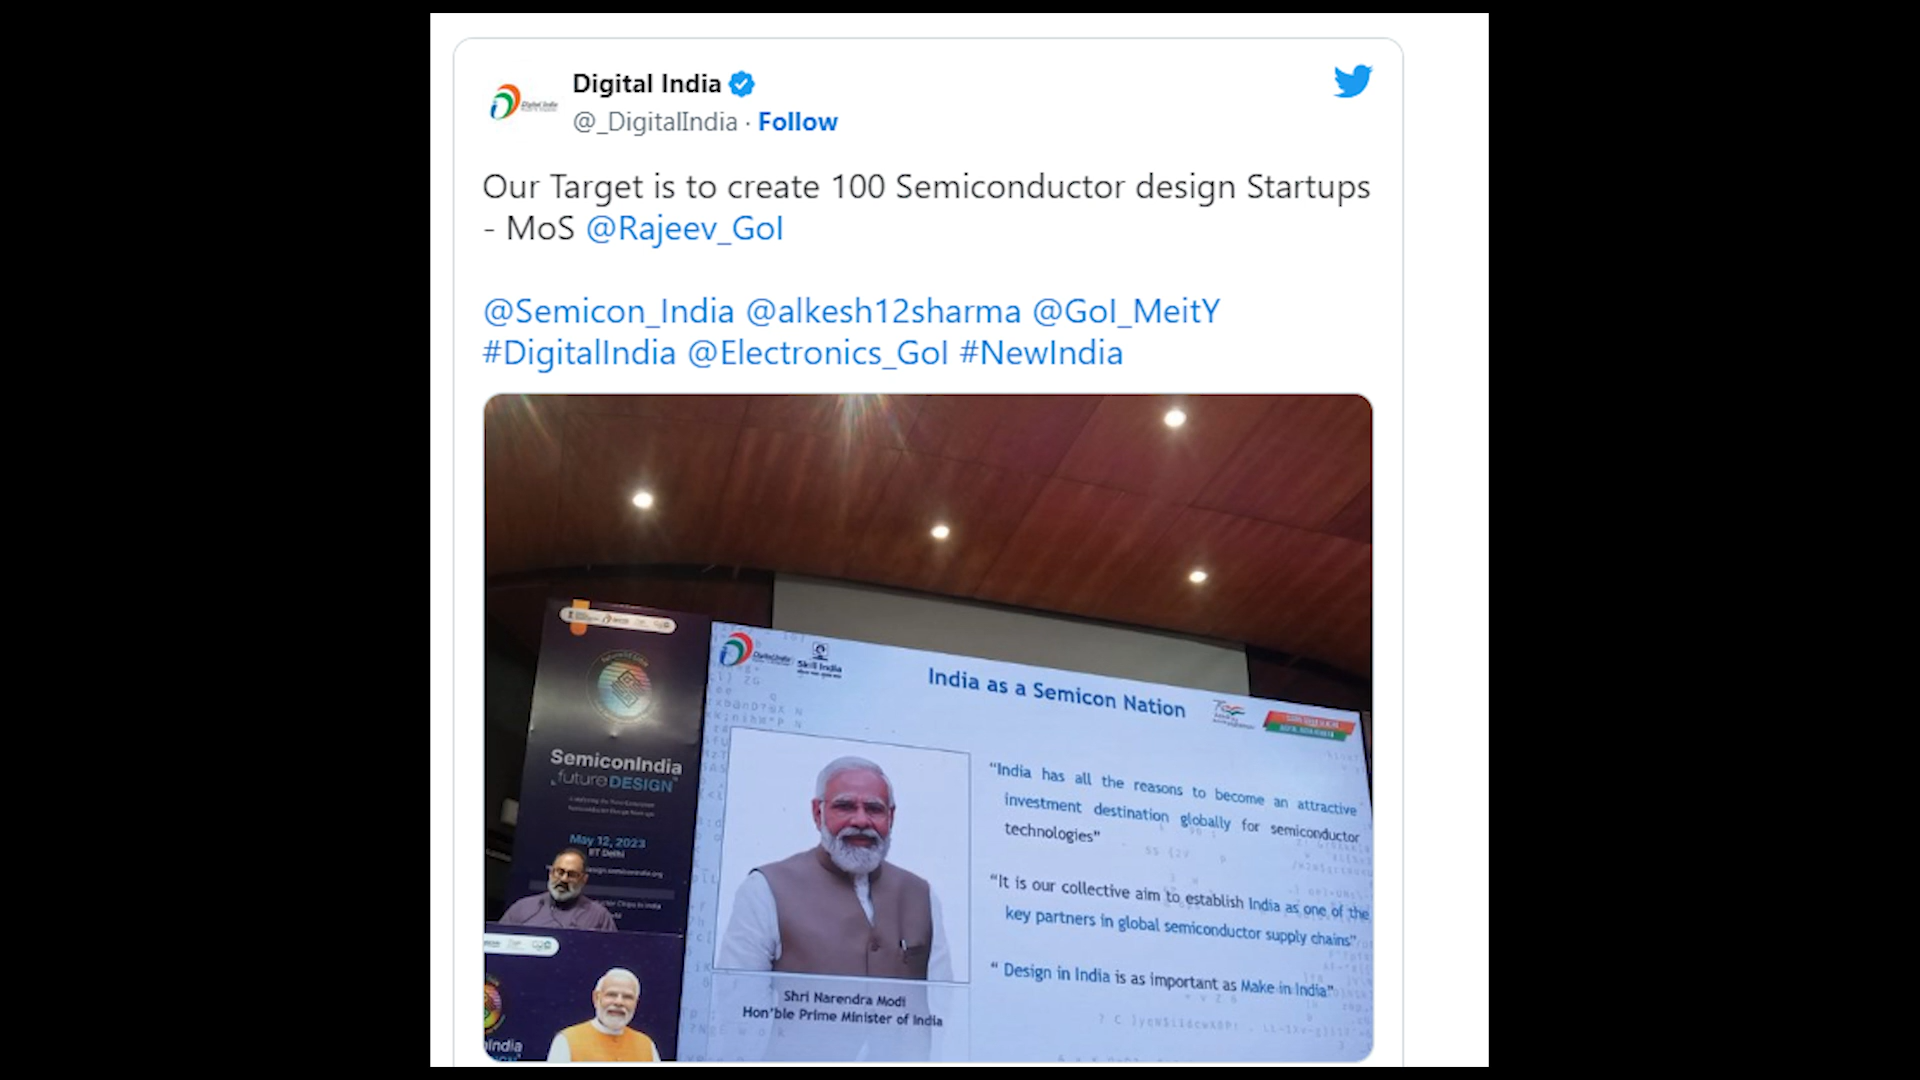 Digital India
@_DigitalIndia · Follow
Our Target is to create 100 Semiconductor design Startups
- MoS @Rajeev_GoI
@Semicon_India @alkesh12sharma @GoI_MeitY
#DigitalIndia @Electronics_GoI #NewIndia
SemiconIndia
futureDESIGN
May 12, 2023
IIT Delhi
Digital India
Skill India
India as a Semicon Nation
"India has all the reasons to become an attractive
investment destination globally for semiconductor
technologies"
"It is our collective aim to establish India as one of the
key partners in global semiconductor supply chains"
" Design in India is as important as Make in India"
Shri Narendra Modi
Hon'ble Prime Minister of India